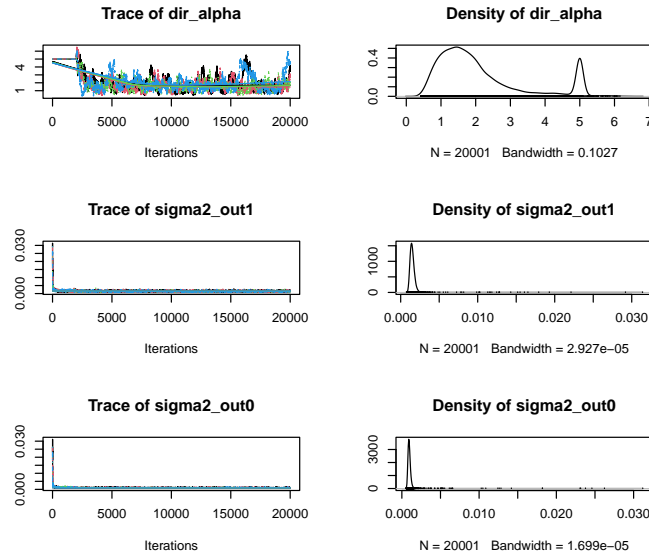 Trace of dir_alpha
1 4
0 5000 10000 15000 20000
Iterations
Density of dir_alpha
0.0 0.4
0 1 2 3 4 5 6 7
N = 20001 Bandwidth = 0.1027
Trace of sigma2_out1
0.000 0.030
0 5000 10000 15000 20000
Iterations
Density of sigma2_out1
0 1000
0.000 0.010 0.020 0.030
N = 20001 Bandwidth = 2.927e−05
Trace of sigma2_out0
0.000 0.030
0 5000 10000 15000 20000
Iterations
Density of sigma2_out0
0 3000
0.000 0.010 0.020 0.030
N = 20001 Bandwidth = 1.699e−05